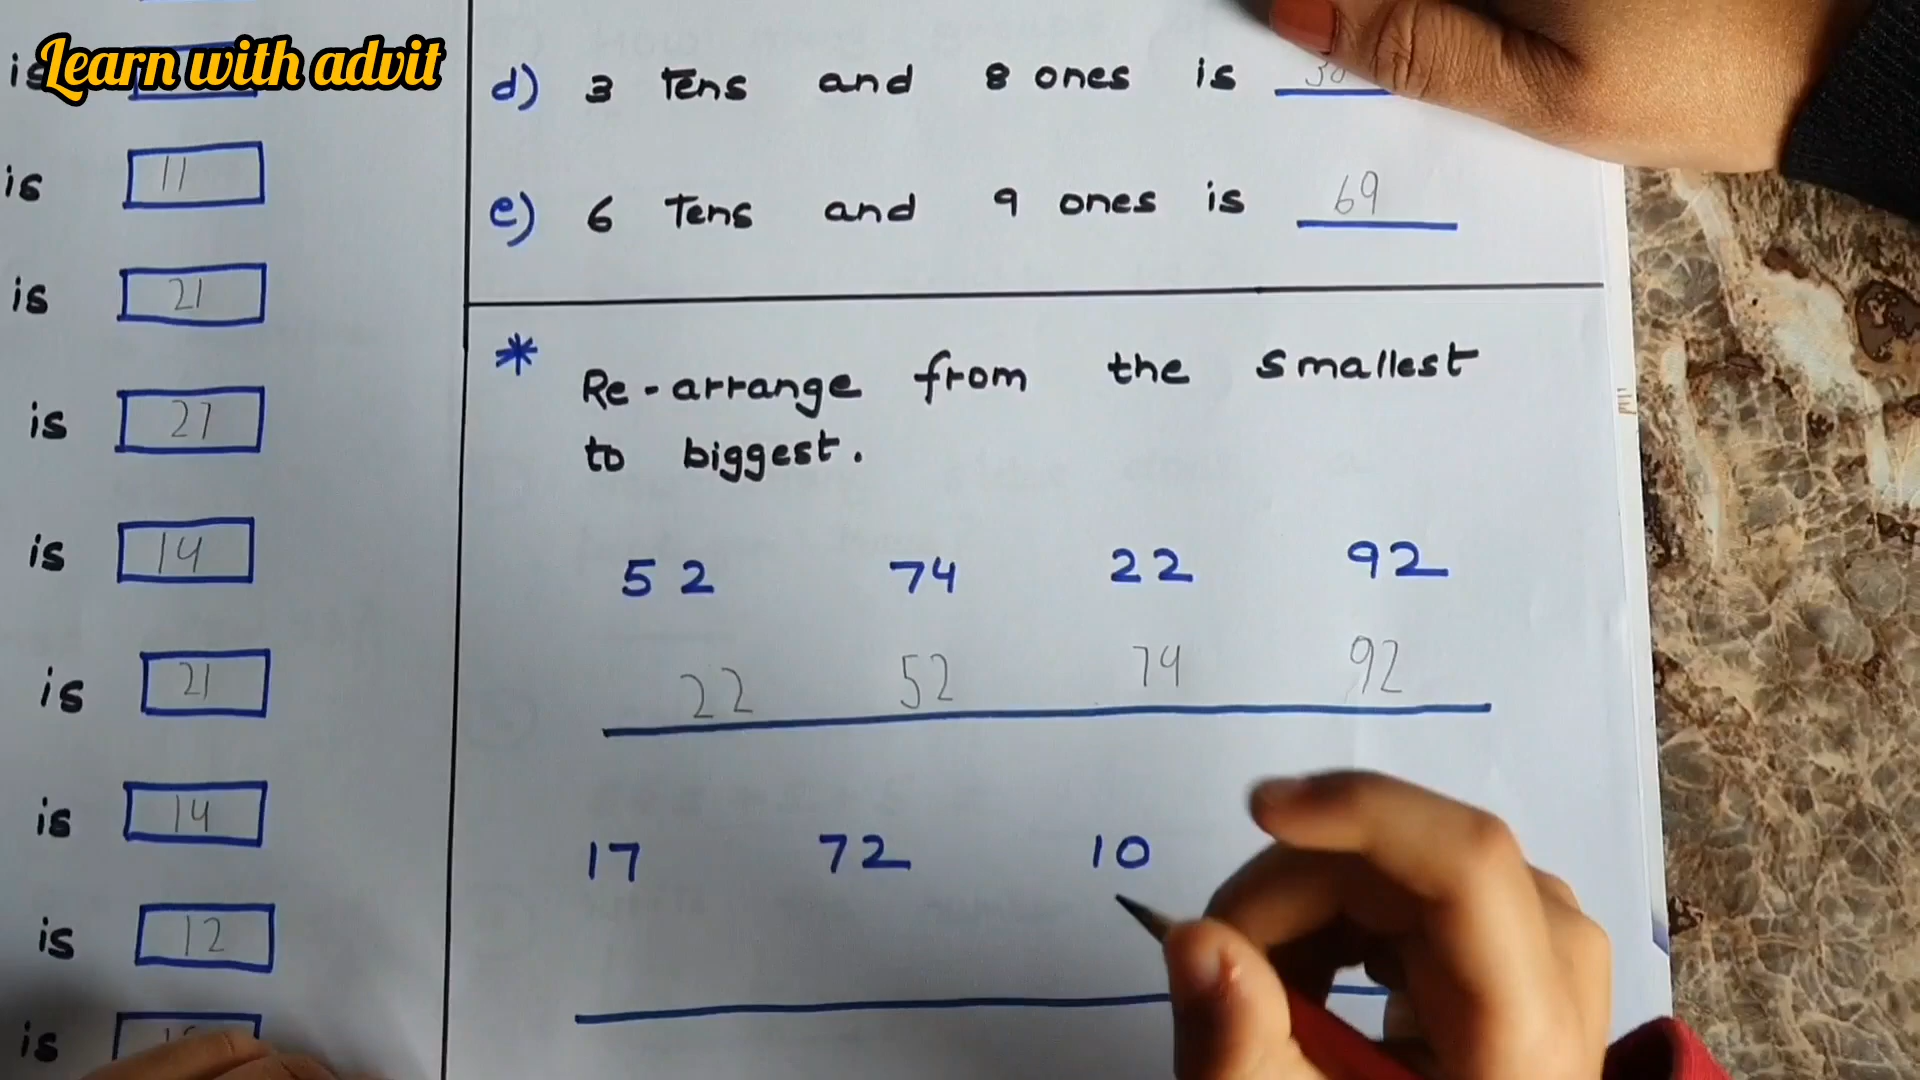 Learn with advit
is
is 11
is 21
is 27
is 14
is 21
is 14
is 12
is
d) 3 Tens and 8 ones is
e) 6 Tens and 9 ones is 69
* Re-arrange from the smallest
to biggest.
52 74 22 92
22 52 74 92
17 72 10